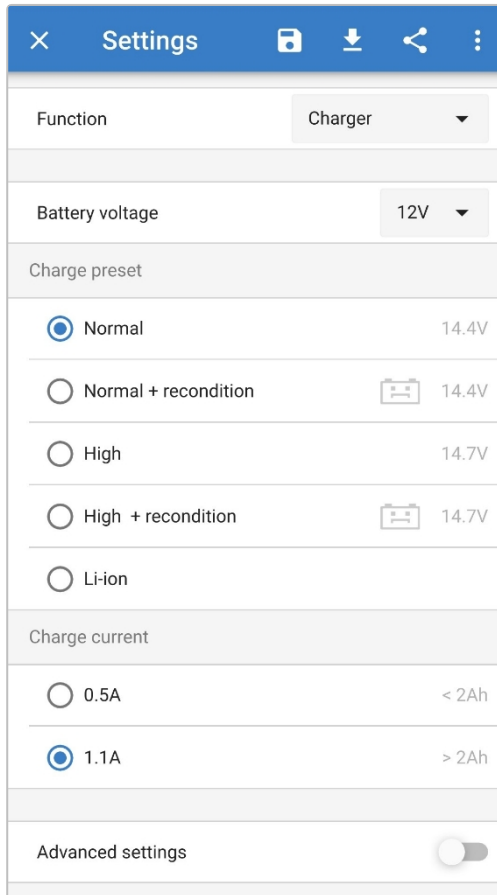 Settings
Function Charger
Battery voltage 12V
Charge preset
Normal 14.4V
Normal + recondition 14.4V
High 14.7V
High + recondition 14.7V
Li-ion
Charge current
0.5A < 2Ah
1.1A > 2Ah
Advanced settings